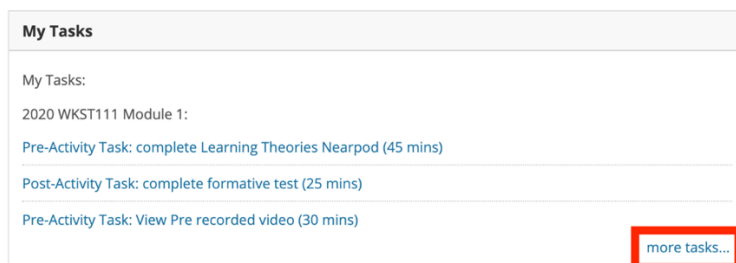 My Tasks
My Tasks:
2020 WKST111 Module 1:
Pre-Activity Task: complete Learning Theories Nearpod (45 mins)
Post-Activity Task: complete formative test (25 mins)
Pre-Activity Task: View Pre recorded video (30 mins)
more tasks...